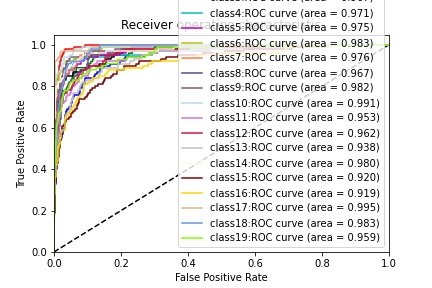 Receiver
class4:ROC curve (area = 0.971)
class5:ROC curve (area = 0.975)
class6:ROC curve (area = 0.983)
class7:ROC curve (area = 0.976)
class8:ROC curve (area = 0.967)
class9:ROC curve (area = 0.982)
class10:ROC curve (area = 0.991)
class11:ROC curve (area = 0.953)
class12:ROC curve (area = 0.962)
class13:ROC curve (area = 0.938)
class14:ROC curve (area = 0.980)
class15:ROC curve (area = 0.920)
class16:ROC curve (area = 0.919)
class17:ROC curve (area = 0.995)
class18:ROC curve (area = 0.983)
class19:ROC curve (area = 0.959)
True Positive Rate
1.0
0.8
0.6
0.4
0.2
0.0
0.0 0.2 0.4 0.6 0.8 1.0
False Positive Rate